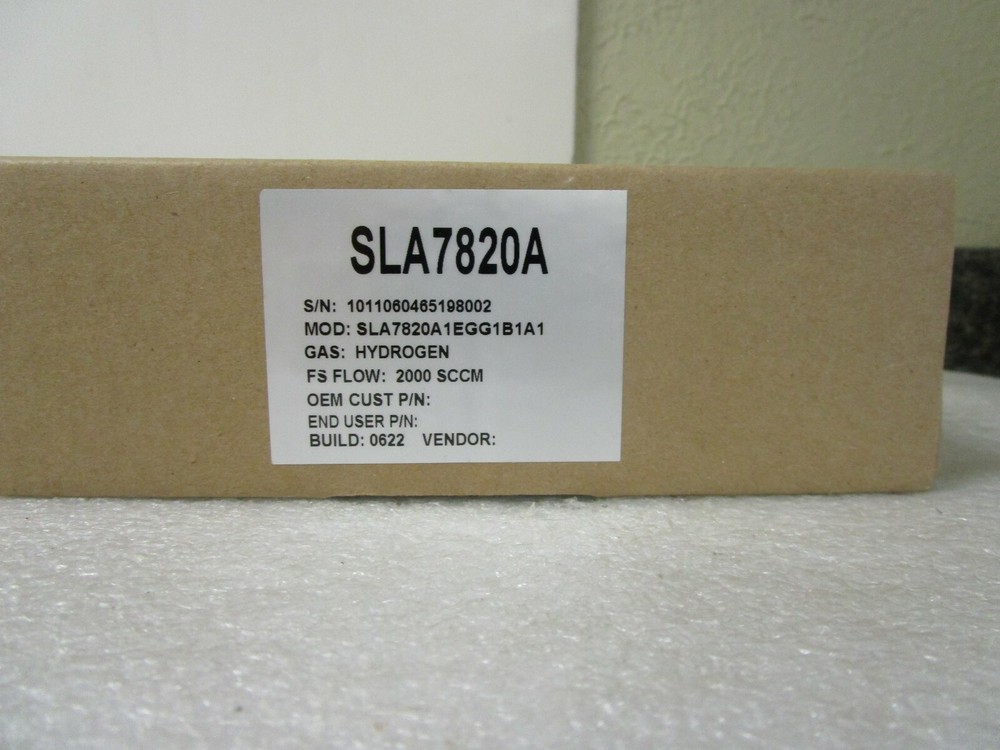 SLA7820A
S/N: 1011060465198002
MOD: SLA7820A1EGG1B1A1
GAS: HYDROGEN
FS FLOW: 2000 SCCM
OEM CUST P/N:
END USER P/N:
BUILD: 0622 VENDOR: